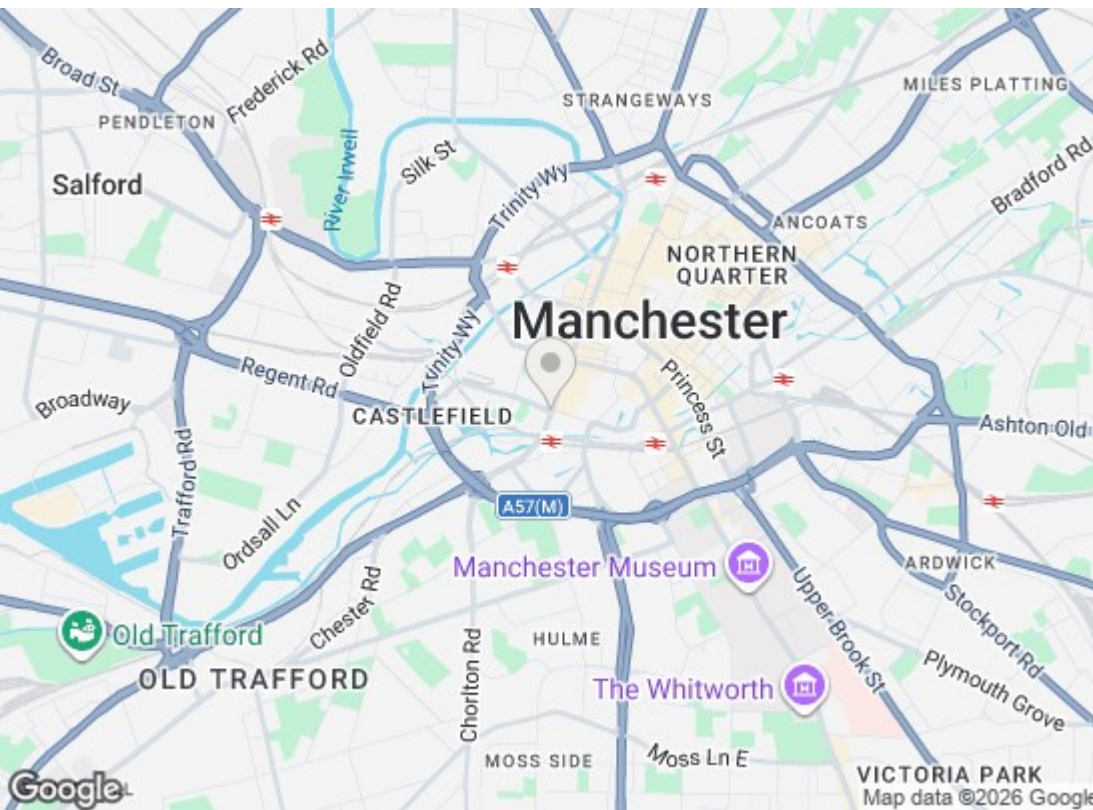 Broad St
Frederick Rd
PENDLETON
STRANGEWAYS
MILES PLATTING
Salford
River Irwell
Silk St
Trinity Wy
Bradford Rd
ANCOATS
NORTHERN
QUARTER
Manchester
Oldfield Rd
Trinity Wy
Regent Rd
Broadway
CASTLEFIELD
Princess St
Ashton Old
Trafford Rd
Ordsall Ln
A57(M)
Manchester Museum
ARDWICK
Upper Brook St
Stockport Rd
Old Trafford
Chester Rd
HULME
OLD TRAFFORD
Chorlton Rd
The Whitworth
Plymouth Grove
MOSS SIDE
Moss Ln E
VICTORIA PARK
Google
Map data ©2026 Google